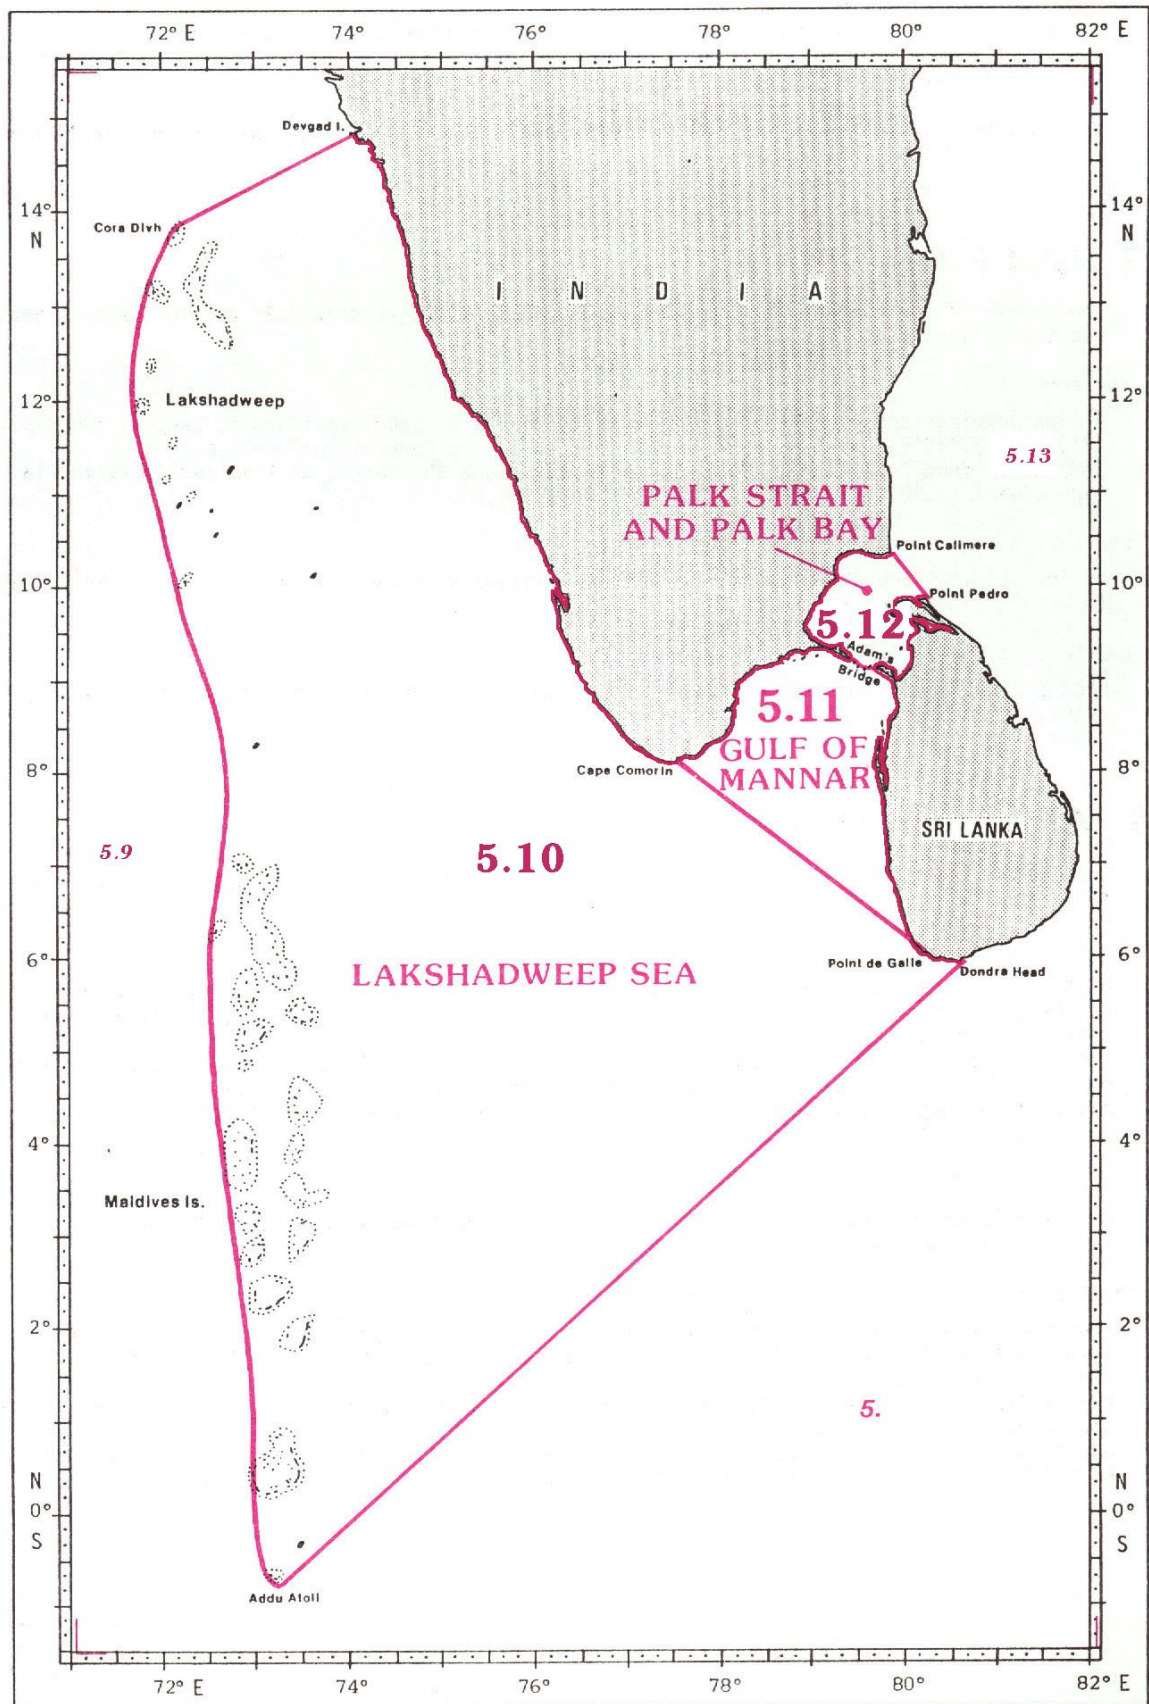 72° E 74° 76° 78° 80° 82° E
Devgad I.
14° 14°
N N
Cora Divh
I N D I A
Lakshadweep
12° 12°
5.13
PALK STRAIT
AND PALK BAY
Point Calimere
10° 10°
Point Pedro
5.12
Adam's
Bridge
5.11
GULF OF
MANNAR
8° 8°
Cape Comorin
SRI LANKA
5.9
5.10
6° 6°
Point de Galle
Dondra Head
LAKSHADWEEP SEA
4° 4°
Maldives Is.
2° 2°
5.
N N
0° 0°
S S
Addu Atoll
72° E 74° 76° 78° 80° 82° E